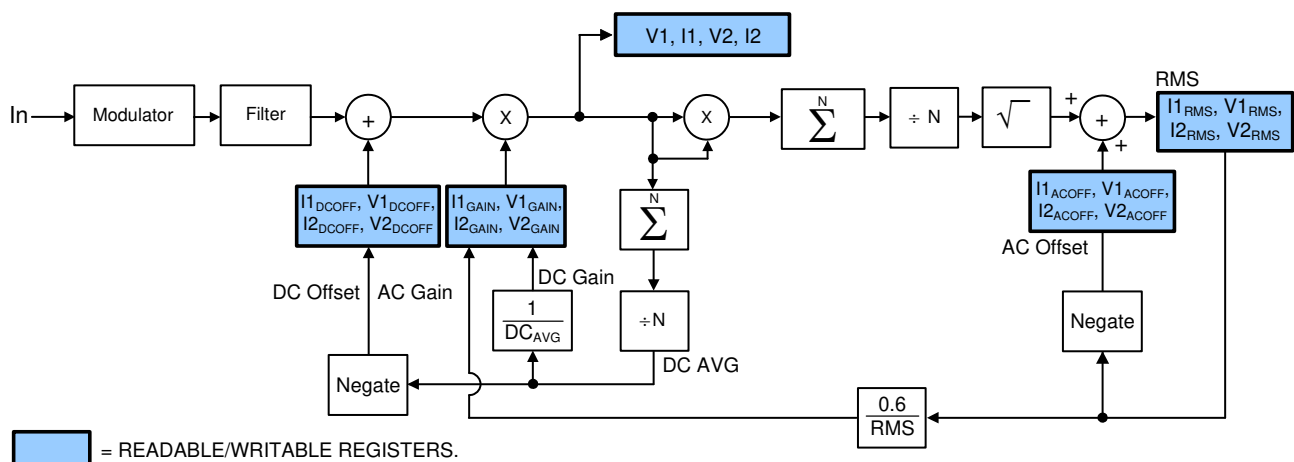 V1, I1, V2, I2
In
Modulator
Filter
+
X
X
N
∑
÷ N
√
+
+
+
RMS
I1RMS, V1RMS,
I2RMS, V2RMS
I1DCOFF, V1DCOFF,
I2DCOFF, V2DCOFF
I1GAIN, V1GAIN,
I2GAIN, V2GAIN
N
∑
I1ACOFF, V1ACOFF,
I2ACOFF, V2ACOFF
AC Offset
DC Offset
AC Gain
DC Gain
1
DCAVG
÷N
DC AVG
Negate
Negate
0.6
RMS
= READABLE/WRITABLE REGISTERS.